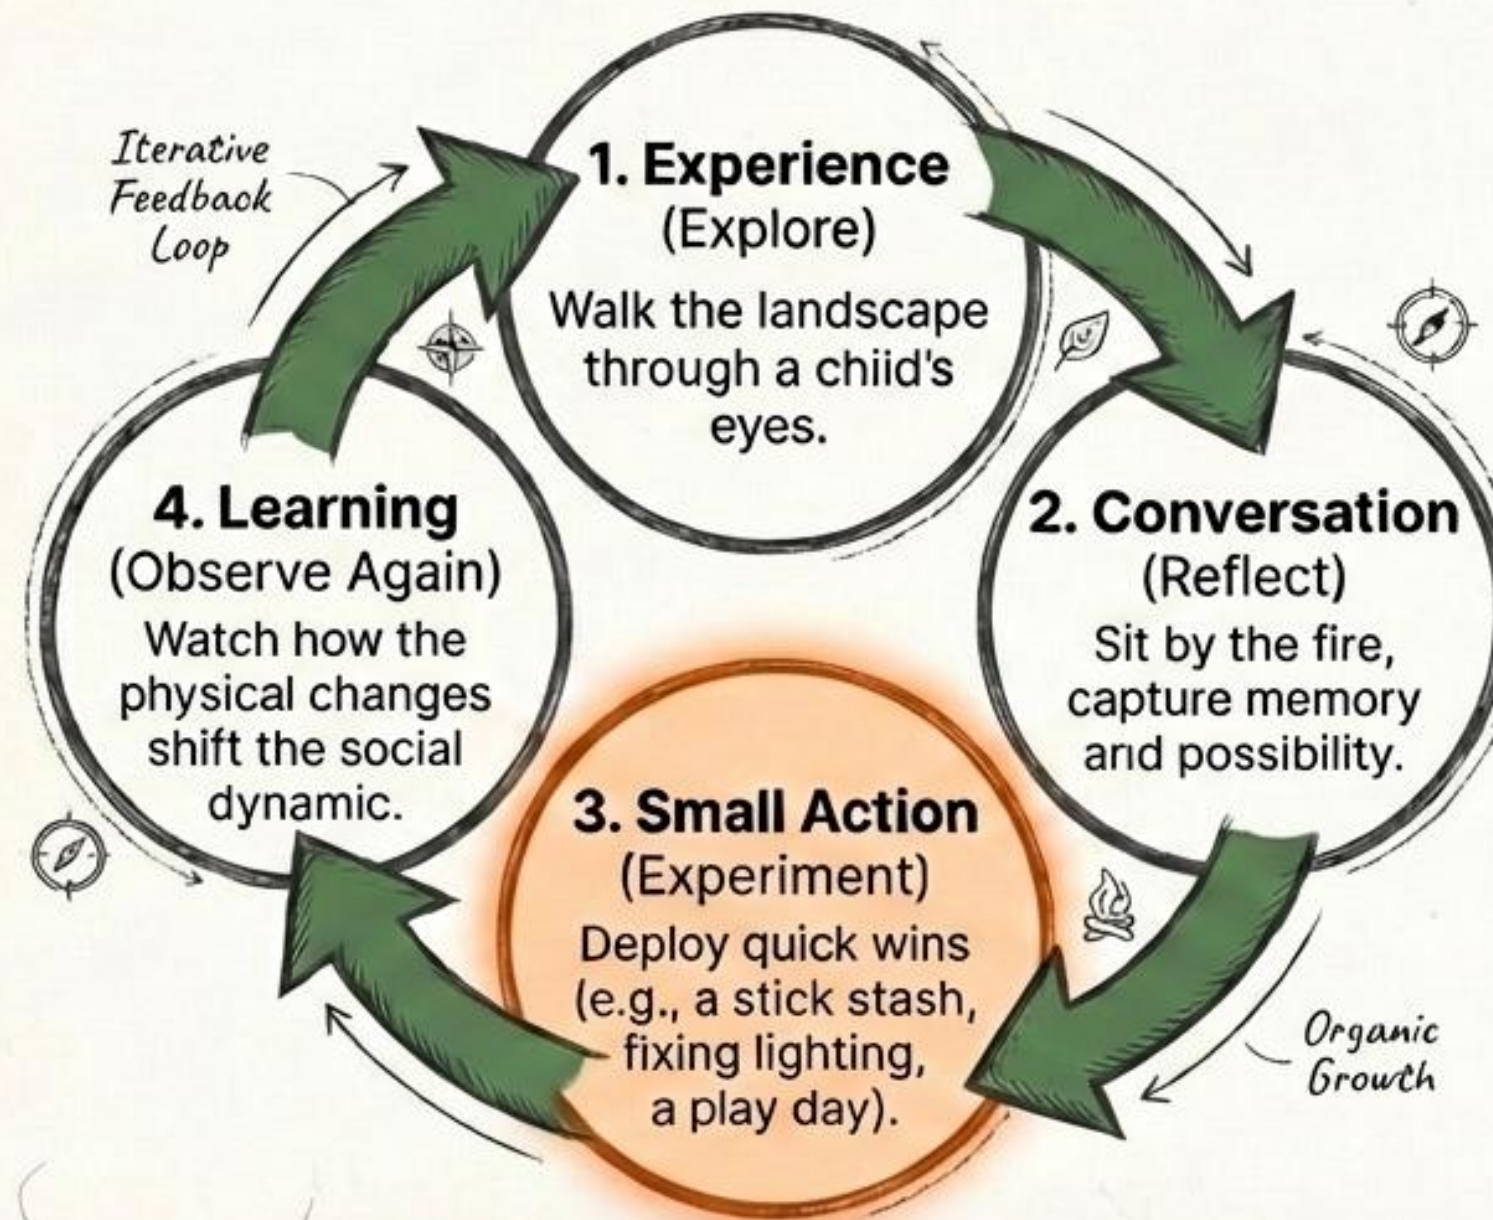 Iterative
Feedback
Loop
1. Experience
(Explore)
Walk the landscape
through a chiid's
eyes.
2. Conversation
(Reflect)
Sit by the fire,
capture memory
and possibility.
3. Small Action
(Experiment)
Deploy quick wins
(e.g., a stick stash,
fixing lighting,
a play day).
4. Learning
(Observe Again)
Watch how the
physical changes
shift the social
dynamic.
Organic
Growth